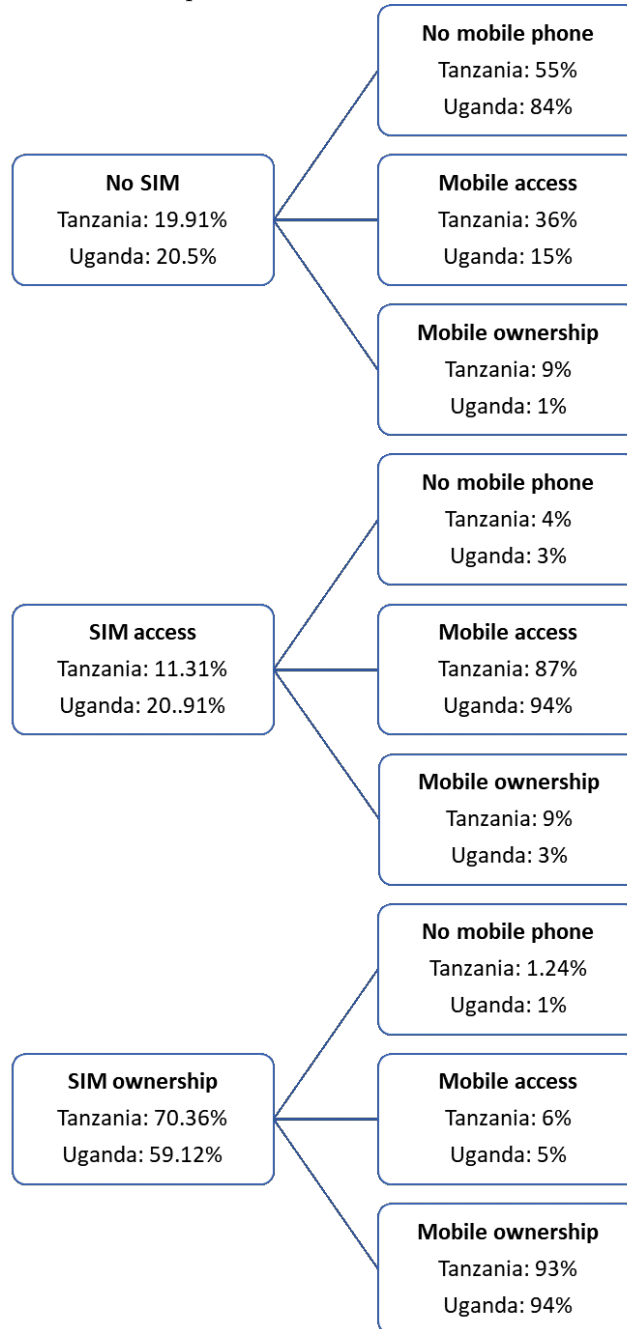 No SIM
Tanzania: 19.91%
Uganda: 20.5%
No mobile phone
Tanzania: 55%
Uganda: 84%
Mobile access
Tanzania: 36%
Uganda: 15%
Mobile ownership
Tanzania: 9%
Uganda: 1%
SIM access
Tanzania: 11.31%
Uganda: 20..91%
No mobile phone
Tanzania: 4%
Uganda: 3%
Mobile access
Tanzania: 87%
Uganda: 94%
Mobile ownership
Tanzania: 9%
Uganda: 3%
SIM ownership
Tanzania: 70.36%
Uganda: 59.12%
No mobile phone
Tanzania: 1.24%
Uganda: 1%
Mobile access
Tanzania: 6%
Uganda: 5%
Mobile ownership
Tanzania: 93%
Uganda: 94%